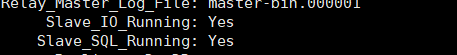 Relay_Master_Log_File: master-bin.000001
Slave_IO_Running: Yes
Slave_SQL_Running: Yes